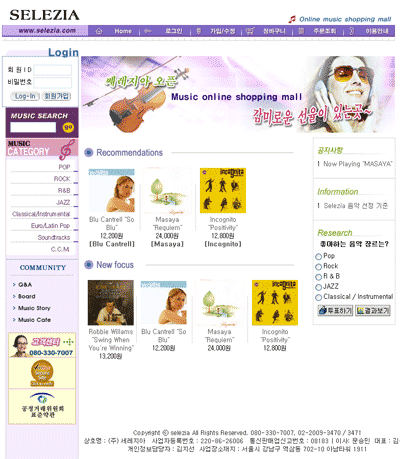 SELEZIA
Online music shopping mall
www.selezia.com
Home
로그인
가입/수정
장바구니
주문조회
이용안내
Login
회 원 I D
비밀번호
Log-In
회원가입
쎄레지아 오픈
Music online shopping mall
감미로운 선율이 있는곳~
MUSIC SEARCH
GO
MUSIC
CATEGORY
POP
ROCK
R&B
JAZZ
Classical/Instrumental
Euro/Latin Pop
Soundtracks
C.C.M.
COMMUNITY
Q&A
Board
Music Story
Music Cafe
고객센터
080-330-7007
공정거래위원회
표준약관
Recommendations
incognito
Blu Cantrell "So Blu"
12,200원
[Blu Cantrell]
Masaya "Requiem"
24,000원
[Masaya]
Incognito "Positivity"
12,800원
[Incognito]
New focus
incognito
Robbie Willams "Swing When You're Winning"
13,200원
Blu Cantrell "So Blu"
12,200원
Masaya "Requiem"
24,000원
Incognito "Positivity"
12,800원
공지사항
! Now Playing "MASAYA"
Information
! Selezia 음악 선정 기준
Research
좋아하는 음악 장르는?
Pop
Rock
R & B
JAZZ
Classical / Instrumental
투표하기
결과보기
Copyright ⓒ selezia All Rights Reserved. 080-330-7007, 02-2009-3470 / 3471
상호명 : (주) 쎄레지아 사업자등록번호 : 220-86-26006 통신판매업신고번호 : 08183 | 이사: 문승민 대표 : 김
개인정보담당자 : 김지선 사업장소재지 : 서울시 강남구 역삼동 702-10 아남타워 1911